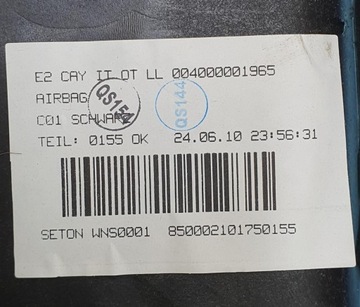 E2 CAY IT OT LL 004000001965
AIRBAG
QS154
QS144
C01 SCHWARZ
TEIL: 0155 OK 24.06.10 23:56:31
SETON WNS0001 850002101750155